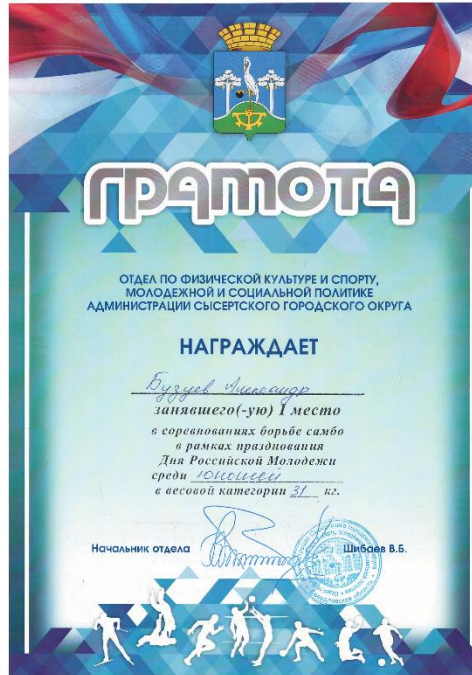 ГРАМОТА
ОТДЕЛ ПО ФИЗИЧЕСКОЙ КУЛЬТУРЕ И СПОРТУ,
МОЛОДЕЖНОЙ И СОЦИАЛЬНОЙ ПОЛИТИКЕ
АДМИНИСТРАЦИИ СЫСЕРТСКОГО ГОРОДСКОГО ОКРУГА
НАГРАЖДАЕТ
Бузуев Александр
занявшего(-ую) I место
в соревнованиях борьбе самбо
в рамках празднования
Дня Российской Молодежи
среди юношей
в весовой категории 31 кг.
Начальник отдела Шибаев В.Б.